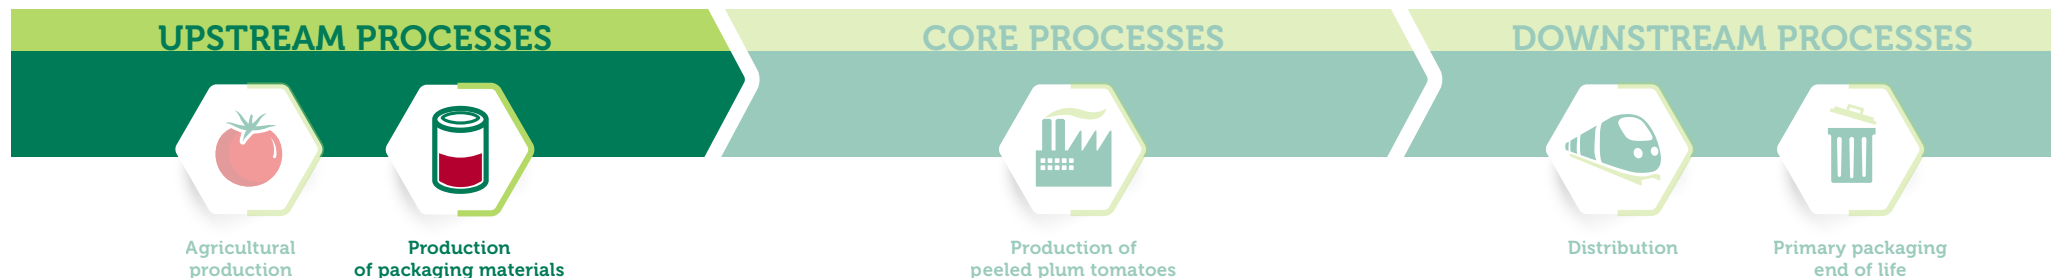 UPSTREAM PROCESSES
CORE PROCESSES
DOWNSTREAM PROCESSES
Agricultural
production
Production
of packaging materials
Production of
peeled plum tomatoes
Distribution
Primary packaging
end of life